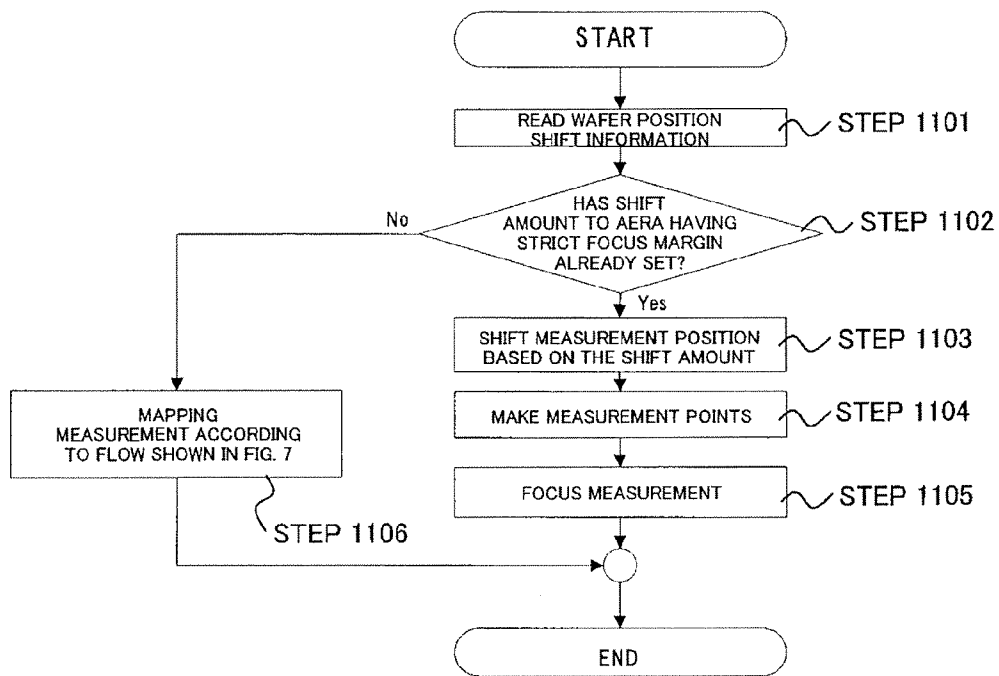 START
READ WAFER POSITION
SHIFT INFORMATION
STEP 1101
HAS SHIFT
AMOUNT TO AERA HAVING
STRICT FOCUS MARGIN
ALREADY SET?
STEP 1102
No
Yes
SHIFT MEASUREMENT POSITION
BASED ON THE SHIFT AMOUNT
STEP 1103
MAKE MEASUREMENT POINTS
STEP 1104
MAPPING
MEASUREMENT ACCORDING
TO FLOW SHOWN IN FIG. 7
STEP 1106
FOCUS MEASUREMENT
STEP 1105
END